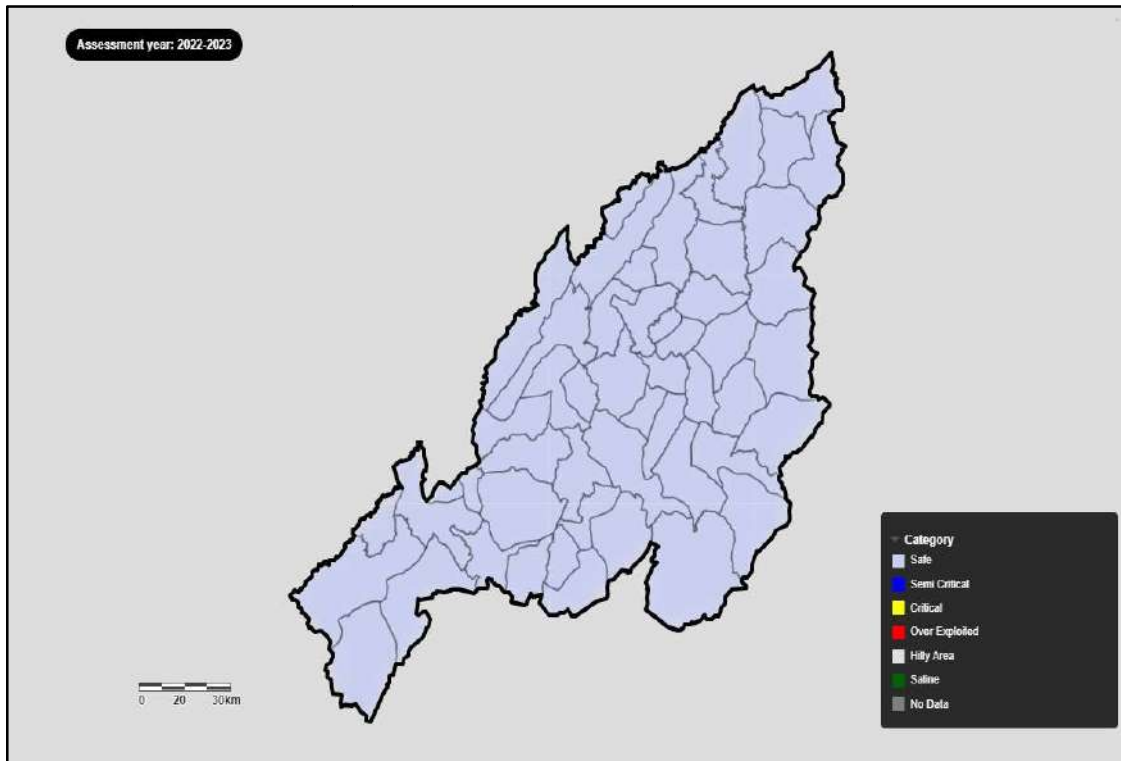 Assessment year: 2022-2023
Category
Safe
Semi Critical
Critical
Over Exploited
Hilly Area
Saline
No Data
0 20 30km